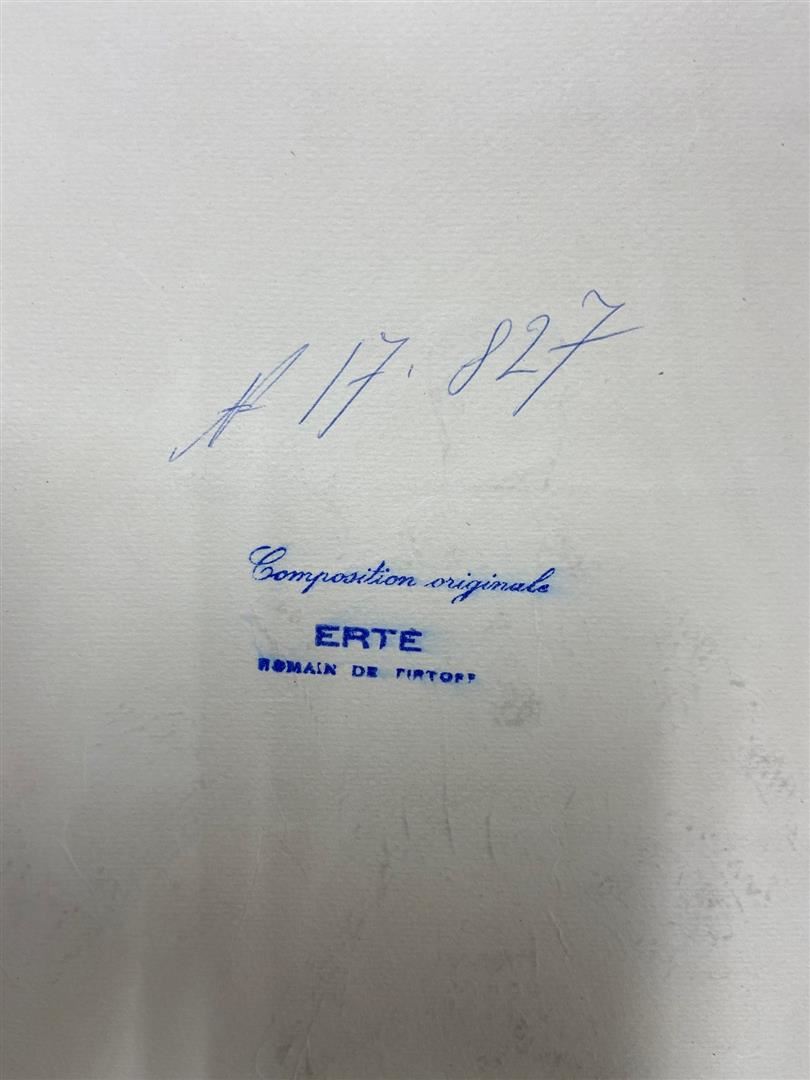 N 17.827
Composition originale
ERTÉ
ROMAIN DE TIRTOFF